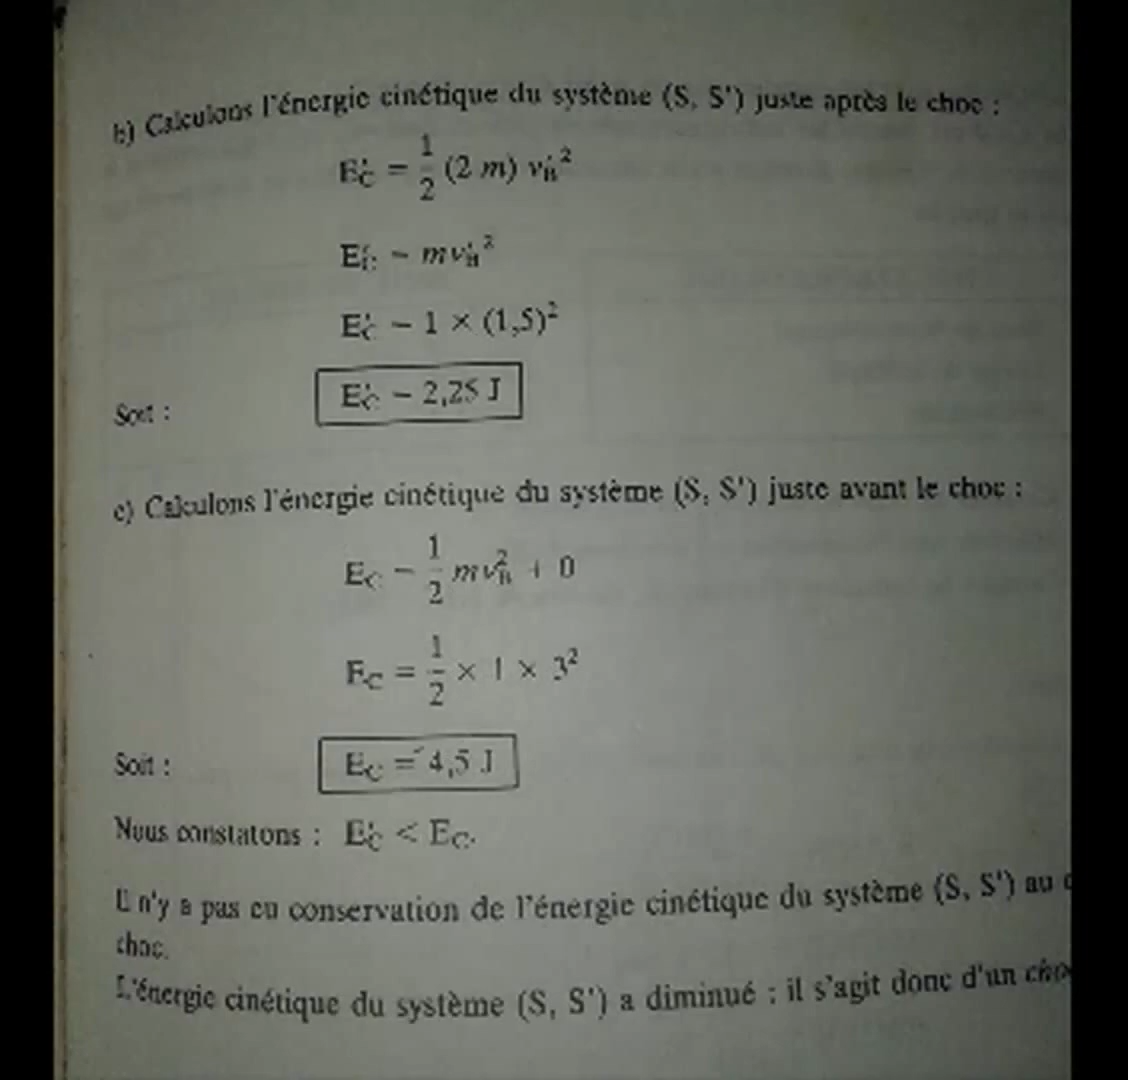 b) Calculons l'énergie cinétique du système (S, S') juste après le choc :
E'C = 1/2 (2 m) v'B²
E'C = mv'B²
E'C = 1 × (1,5)²
Soit : E'C = 2,25 J
c) Calculons l'énergie cinétique du système (S, S') juste avant le choc :
EC = 1/2 mvB² + 0
EC = 1/2 × 1 × 3²
Soit : EC = 4,5 J
Nous constatons : E'C < EC.
Il n'y a pas eu conservation de l'énergie cinétique du système (S, S') au
choc.
L'énergie cinétique du système (S, S') a diminué ; il s'agit donc d'un